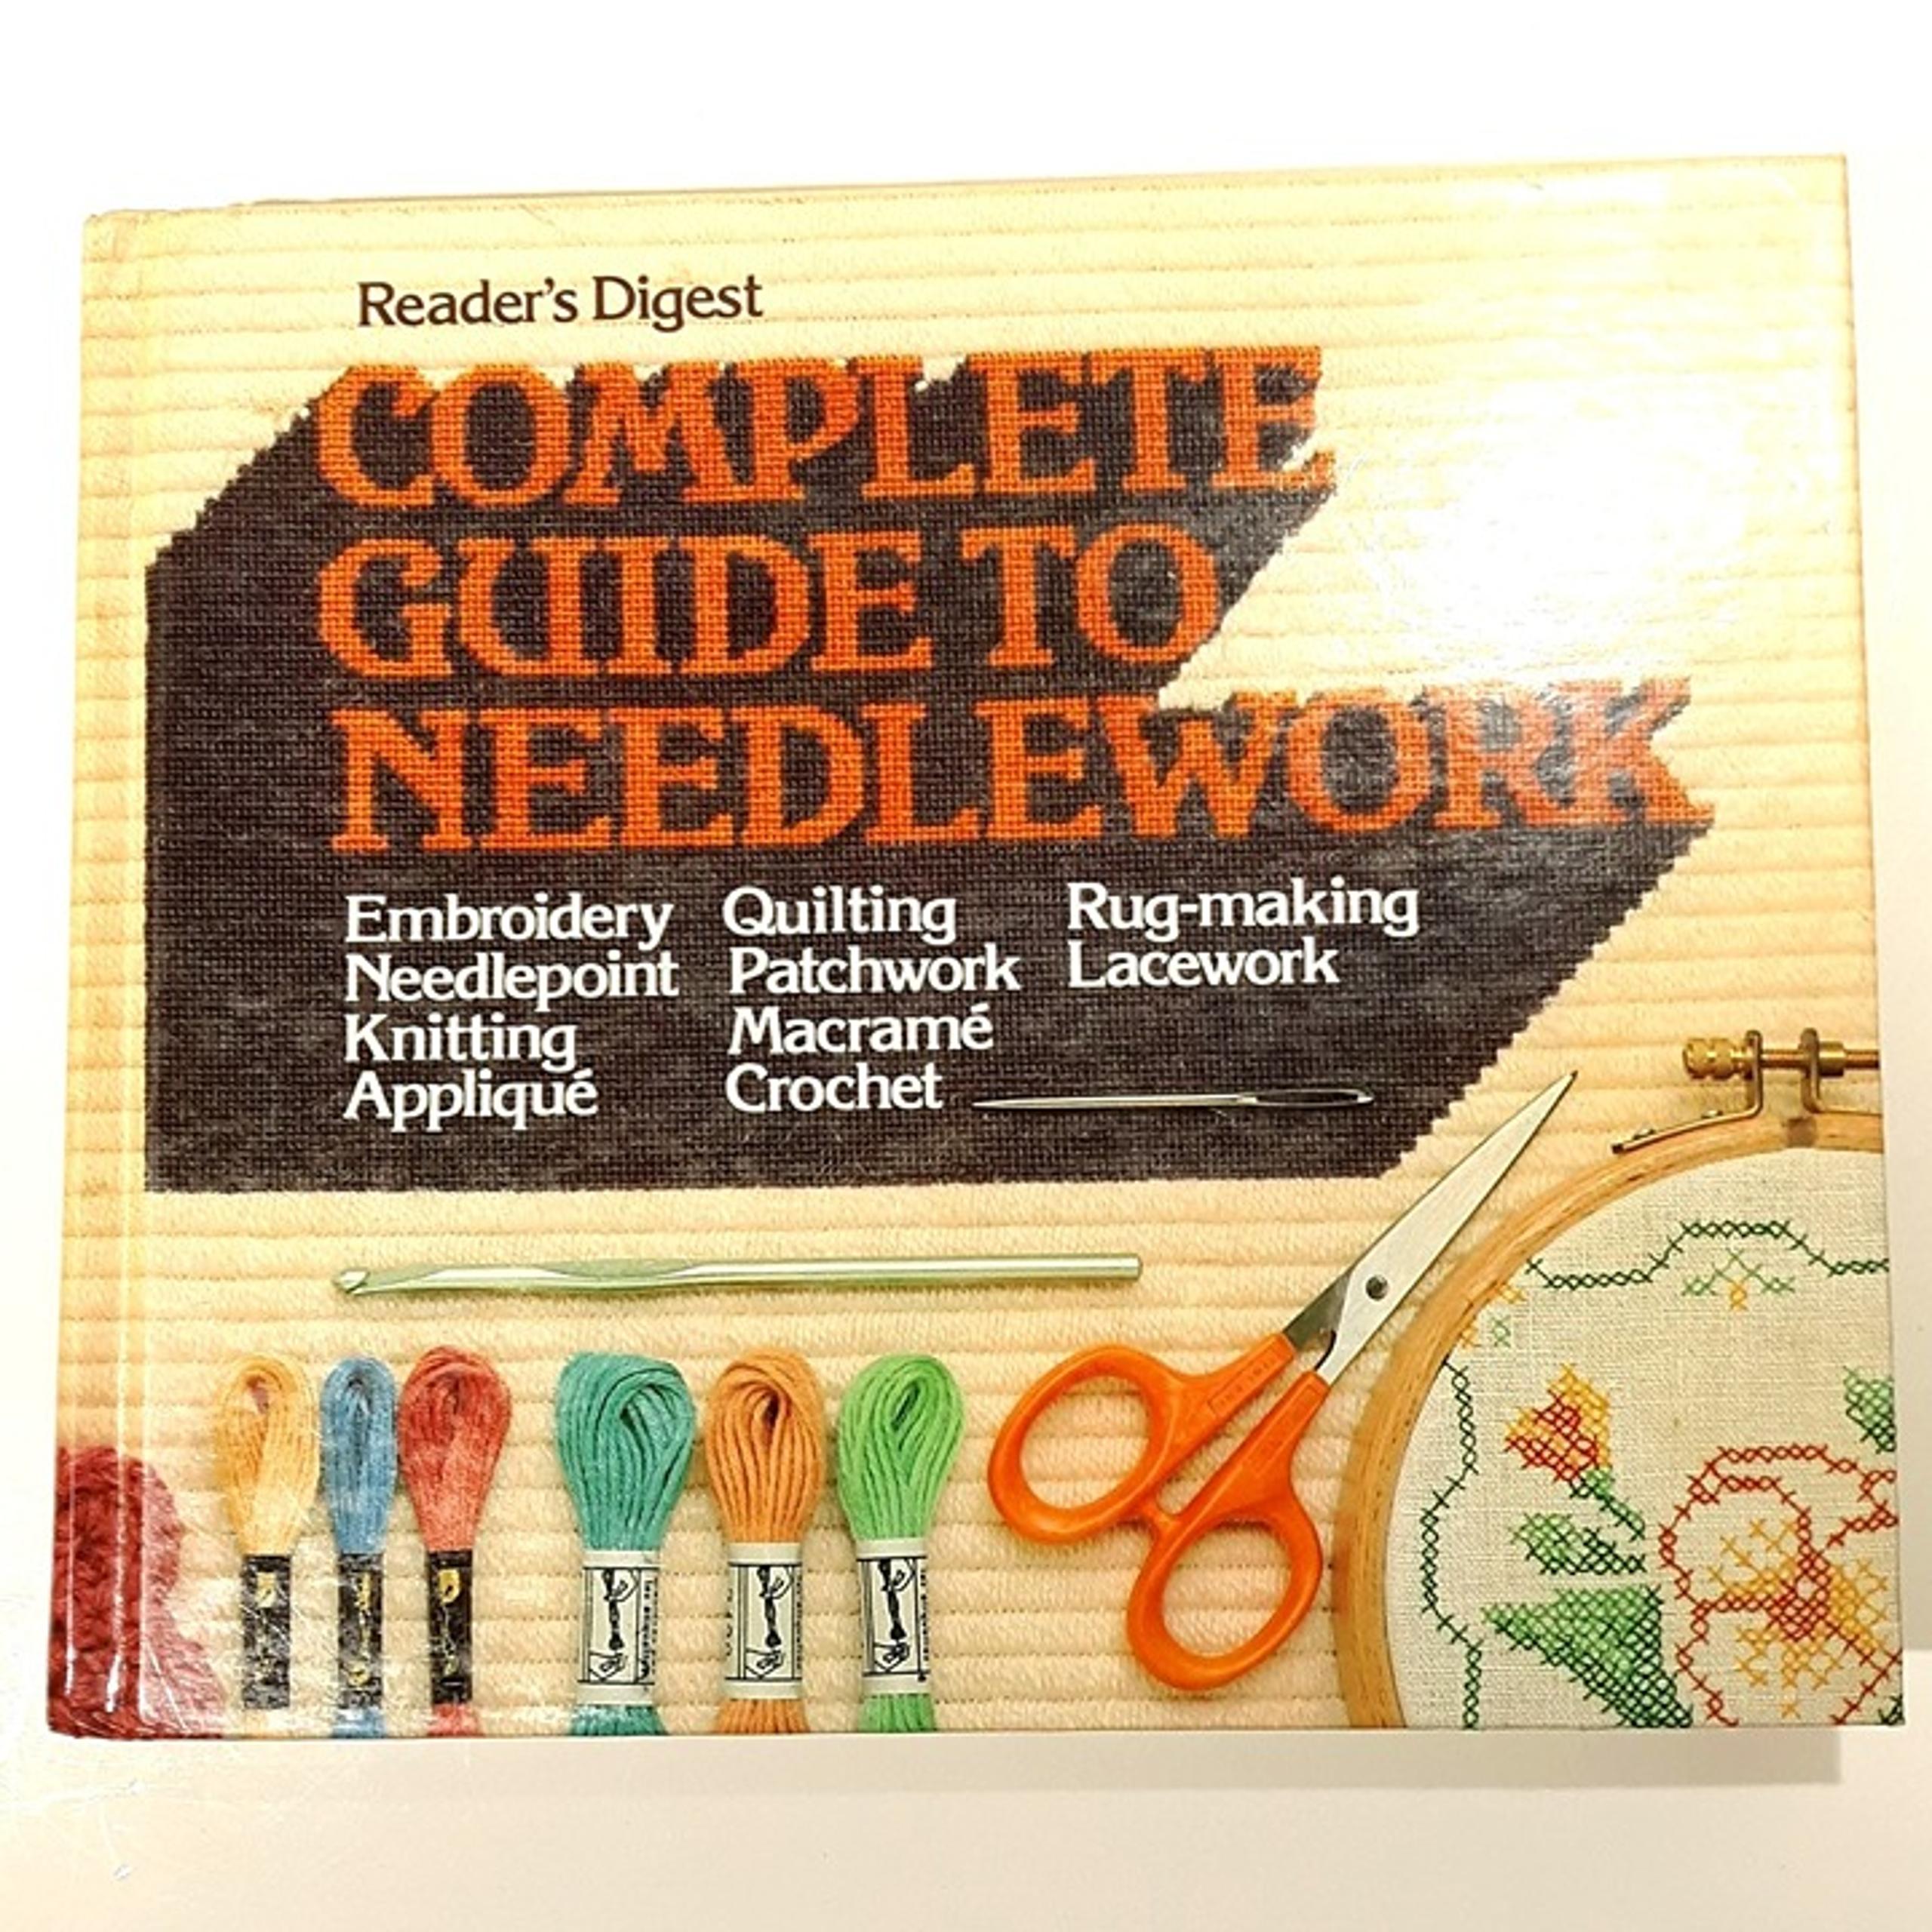 Reader's Digest
COMPLETE
GUIDE TO
NEEDLEWORK
Embroidery
Needlepoint
Knitting
Appliqué
Quilting
Patchwork
Macramé
Crochet
Rug-making
Lacework